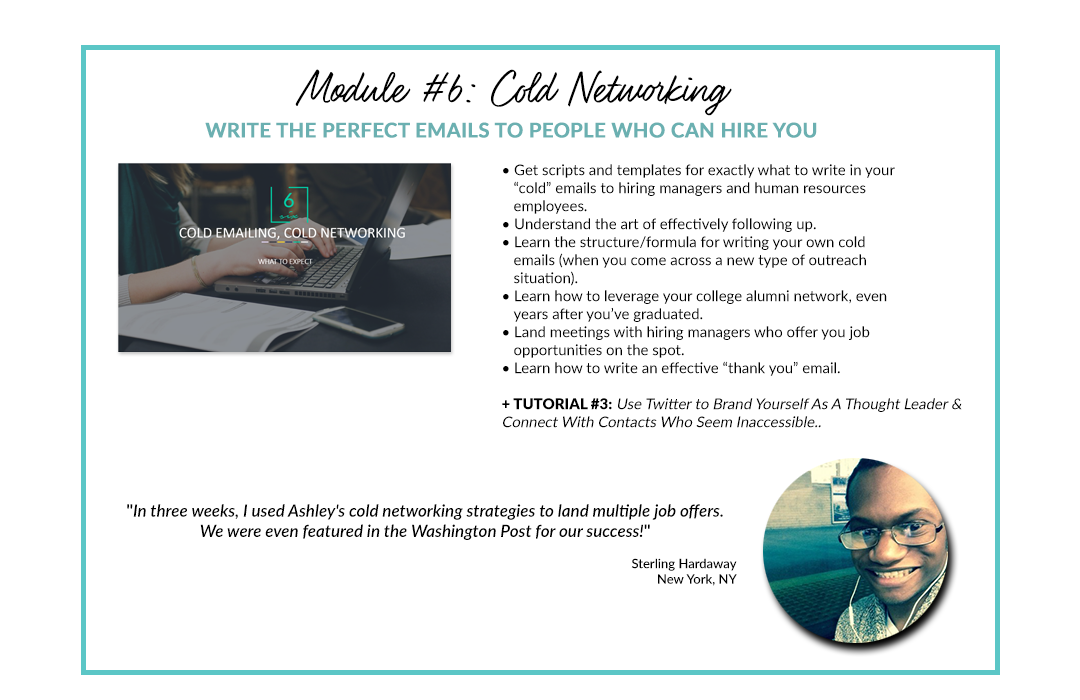 Module #6: Cold Networking
WRITE THE PERFECT EMAILS TO PEOPLE WHO CAN HIRE YOU
6
COLD EMAILING, COLD NETWORKING
WHAT TO EXPECT
• Get scripts and templates for exactly what to write in your
“cold” emails to hiring managers and human resources
employees.
• Understand the art of effectively following up.
• Learn the structure/formula for writing your own cold
emails (when you come across a new type of outreach
situation).
• Learn how to leverage your college alumni network, even
years after you’ve graduated.
• Land meetings with hiring managers who offer you job
opportunities on the spot.
• Learn how to write an effective “thank you” email.
+ TUTORIAL #3: Use Twitter to Brand Yourself As A Thought Leader &
Connect With Contacts Who Seem Inaccessible..
"In three weeks, I used Ashley's cold networking strategies to land multiple job offers.
We were even featured in the Washington Post for our success!"
Sterling Hardaway
New York, NY